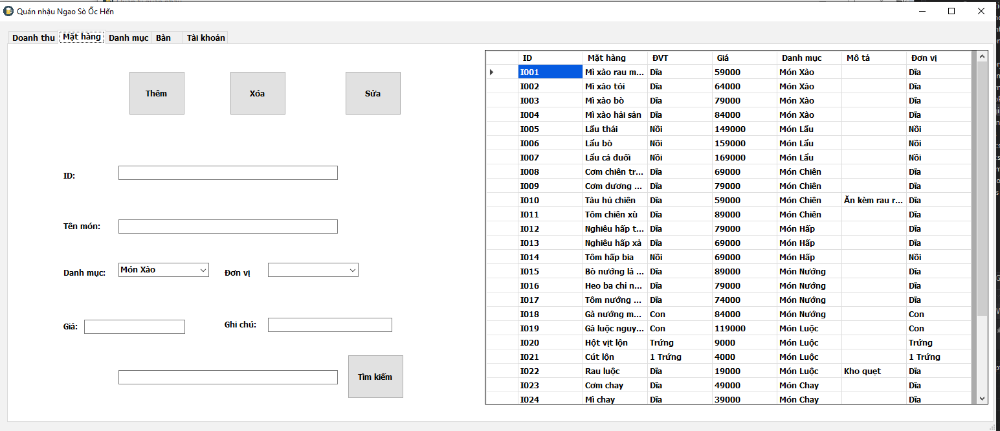 Quán nhậu Ngao Sò Ốc Hến
Doanh thu Mặt hàng Danh mục Bàn Tài khoản
Thêm Xóa Sửa
ID:
Tên món:
Danh mục: Món Xào Đơn vị
Giá: Ghi chú:
Tìm kiếm
ID Mặt hàng ĐVT Giá Danh mục Mô tả Đơn vị
I001 Mì xào rau m... Dĩa 59000 Món Xào Dĩa
I002 Mì xào tỏi Dĩa 64000 Món Xào Dĩa
I003 Mì xào bò Dĩa 79000 Món Xào Dĩa
I004 Mì xào hải sản Dĩa 84000 Món Xào Dĩa
I005 Lẩu thái Nồi 149000 Món Lẩu Nồi
I006 Lẩu bò Nồi 159000 Món Lẩu Nồi
I007 Lẩu cá đuối Nồi 169000 Món Lẩu Nồi
I008 Cơm chiên tr... Dĩa 69000 Món Chiên Dĩa
I009 Cơm dương ... Dĩa 79000 Món Chiên Dĩa
I010 Tàu hủ chiên Dĩa 59000 Món Chiên Ăn kèm rau r... Dĩa
I011 Tôm chiên xù Dĩa 89000 Món Chiên Dĩa
I012 Nghiêu hấp t... Dĩa 79000 Món Hấp Dĩa
I013 Nghiêu hấp xả Dĩa 69000 Món Hấp Dĩa
I014 Tôm hấp bia Nồi 69000 Món Hấp Nồi
I015 Bò nướng lá ... Dĩa 89000 Món Nướng Dĩa
I016 Heo ba chỉ n... Dĩa 79000 Món Nướng Dĩa
I017 Tôm nướng ... Dĩa 74000 Món Nướng Dĩa
I018 Gà nướng m... Con 84000 Món Nướng Con
I019 Gà luộc nguy... Con 119000 Món Luộc Con
I020 Hột vịt lộn Trứng 9000 Món Luộc Trứng
I021 Cút lộn 1 Trứng 4000 Món Luộc 1 Trứng
I022 Rau luộc Dĩa 19000 Món Luộc Kho quẹt Dĩa
I023 Cơm chay Dĩa 49000 Món Chay Dĩa
I024 Mì chay Dĩa 39000 Món Chay Dĩa